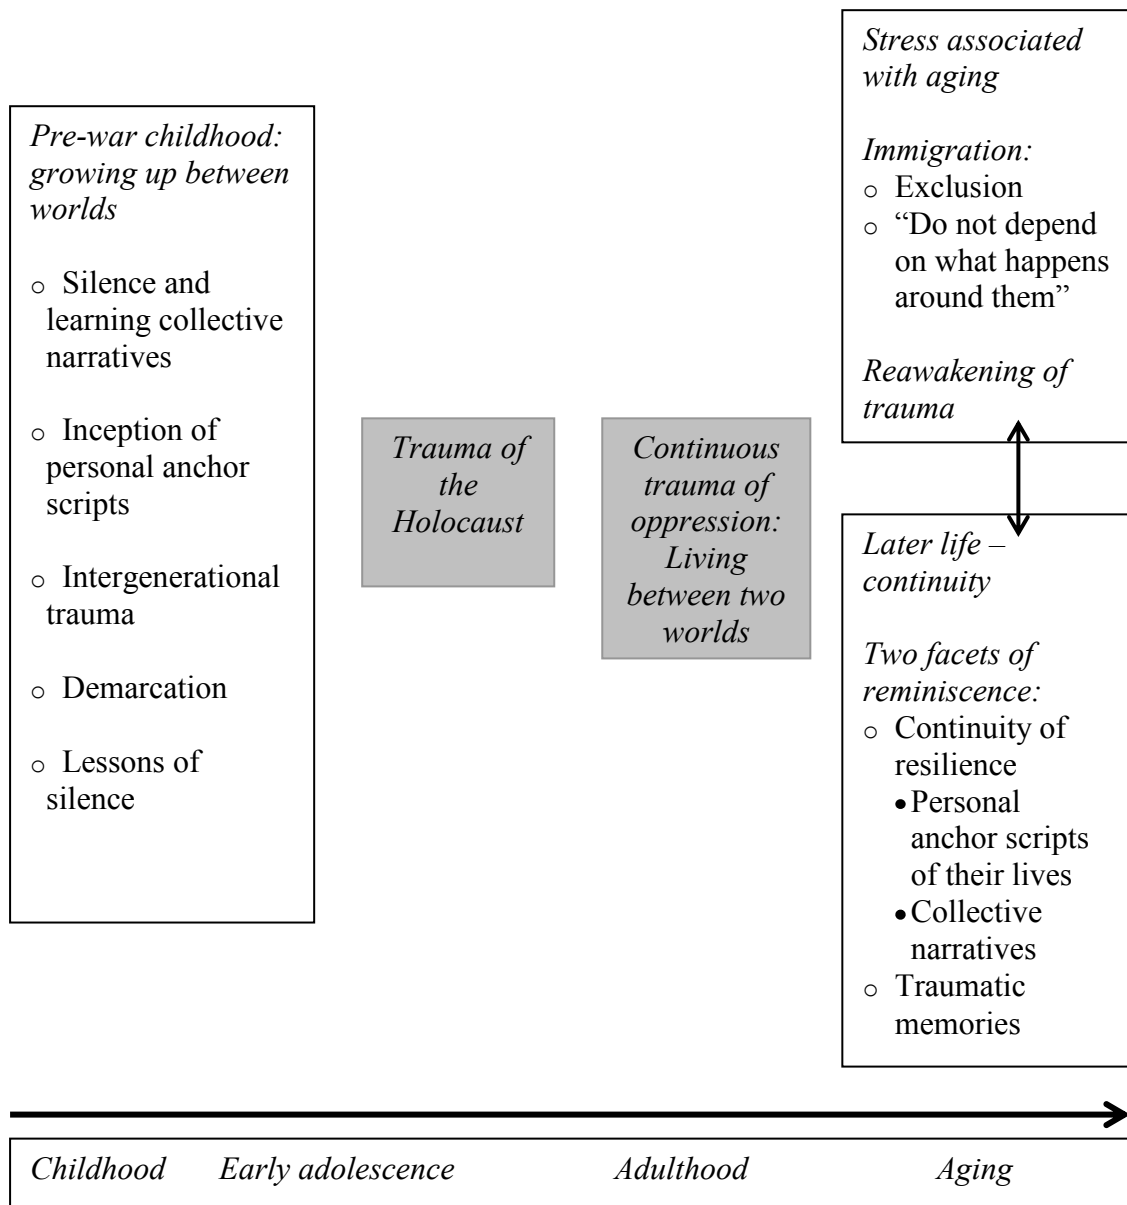 Pre-war childhood:
growing up between
worlds
o Silence and
learning collective
narratives
o Inception of
personal anchor
scripts
o Intergenerational
trauma
o Demarcation
o Lessons of
silence
Trauma of
the
Holocaust
Continuous
trauma of
oppression:
Living
between two
worlds
Stress associated
with aging
Immigration:
o Exclusion
o “Do not depend
on what happens
around them”
Reawakening of
trauma
Later life –
continuity
Two facets of
reminiscence:
o Continuity of
resilience
•Personal
anchor scripts
of their lives
•Collective
narratives
o Traumatic
memories
Childhood Early adolescence Adulthood Aging